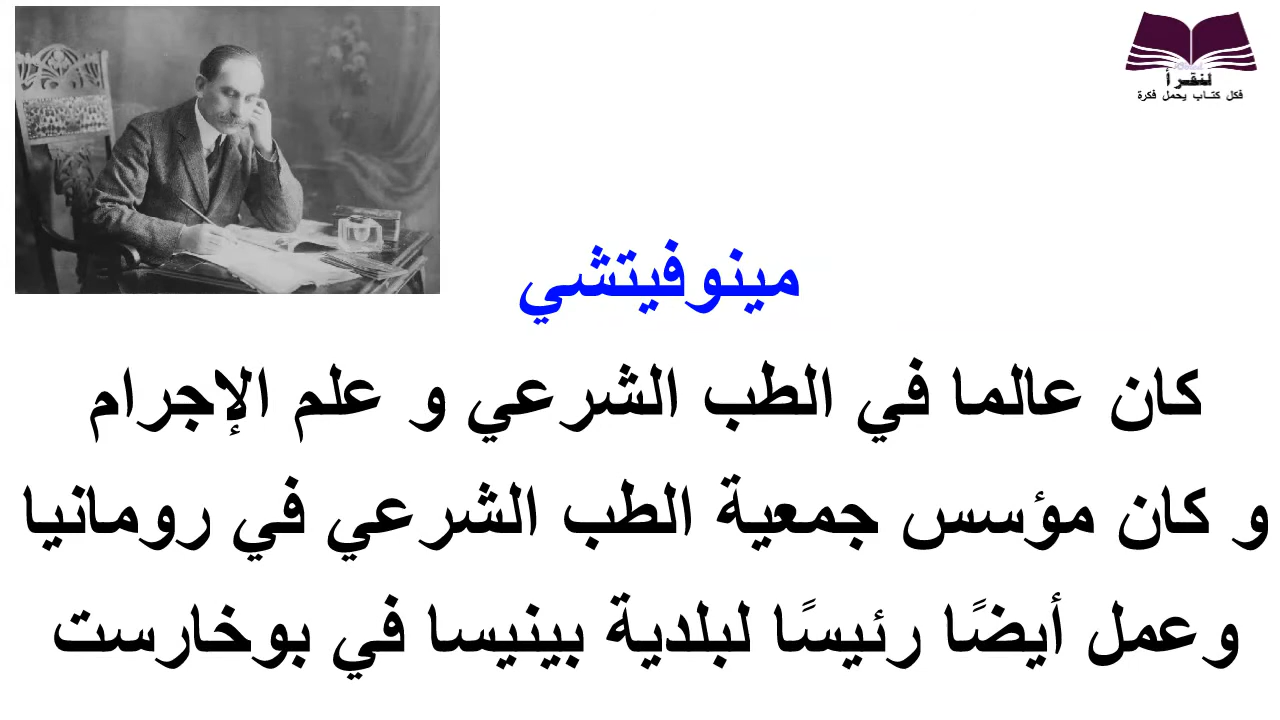 لنقرأ
فكل كتاب يحمل فكرة
مينوفيتشي
كان عالما في الطب الشرعي و علم الإجرام
و كان مؤسس جمعية الطب الشرعي في رومانيا
وعمل أيضًا رئيسًا لبلدية بينيسا في بوخارست